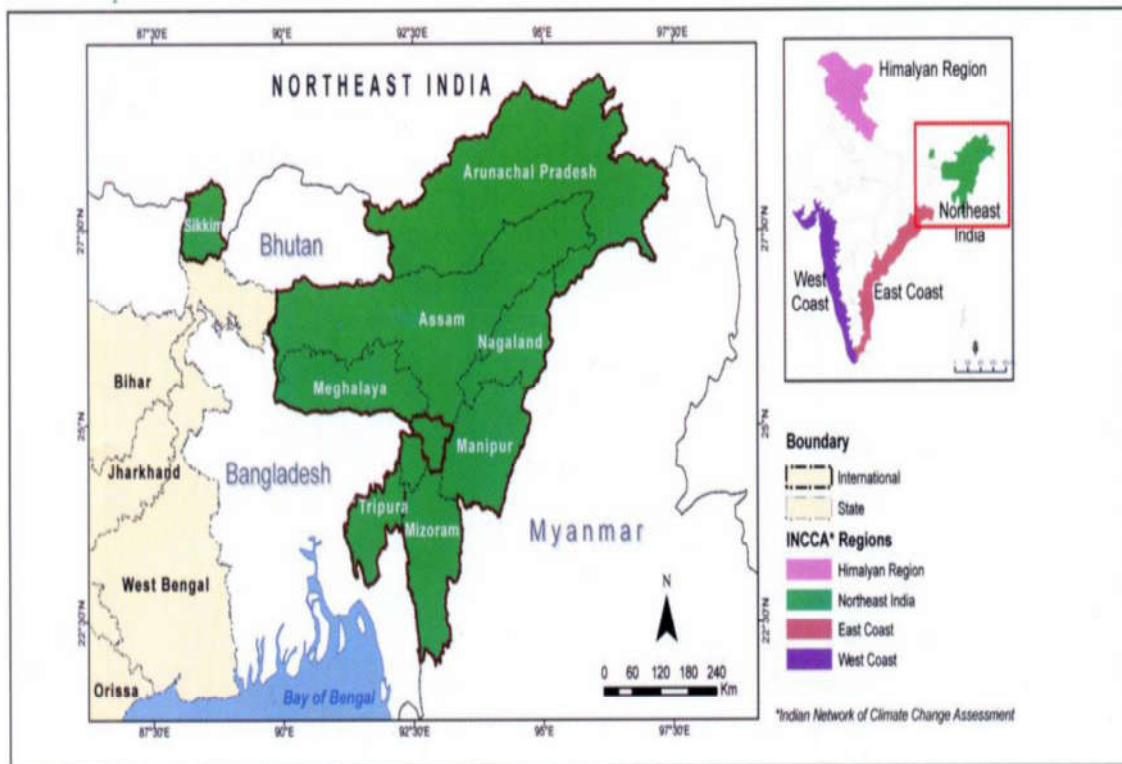 87°30'E
90°E
92°30'E
95°E
97°30'E
NORTHEAST INDIA
Arunachal Pradesh
Sikkim
Bhutan
Assam
Nagaland
Meghalaya
Bihar
Manipur
Jharkhand
Bangladesh
Tripura
Mizoram
Myanmar
West Bengal
Orissa
Bay of Bengal
N
0 60 120 180 240
Km
27°30'N
25°N
22°30'N
27°30'N
25°N
22°30'N
87°30'E
90°E
92°30'E
95°E
97°30'E
Himalyan Region
Northeast
India
West
Coast
East Coast
Boundary
International
State
INCCA* Regions
Himalyan Region
Northeast India
East Coast
West Coast
*Indian Network of Climate Change Assessment